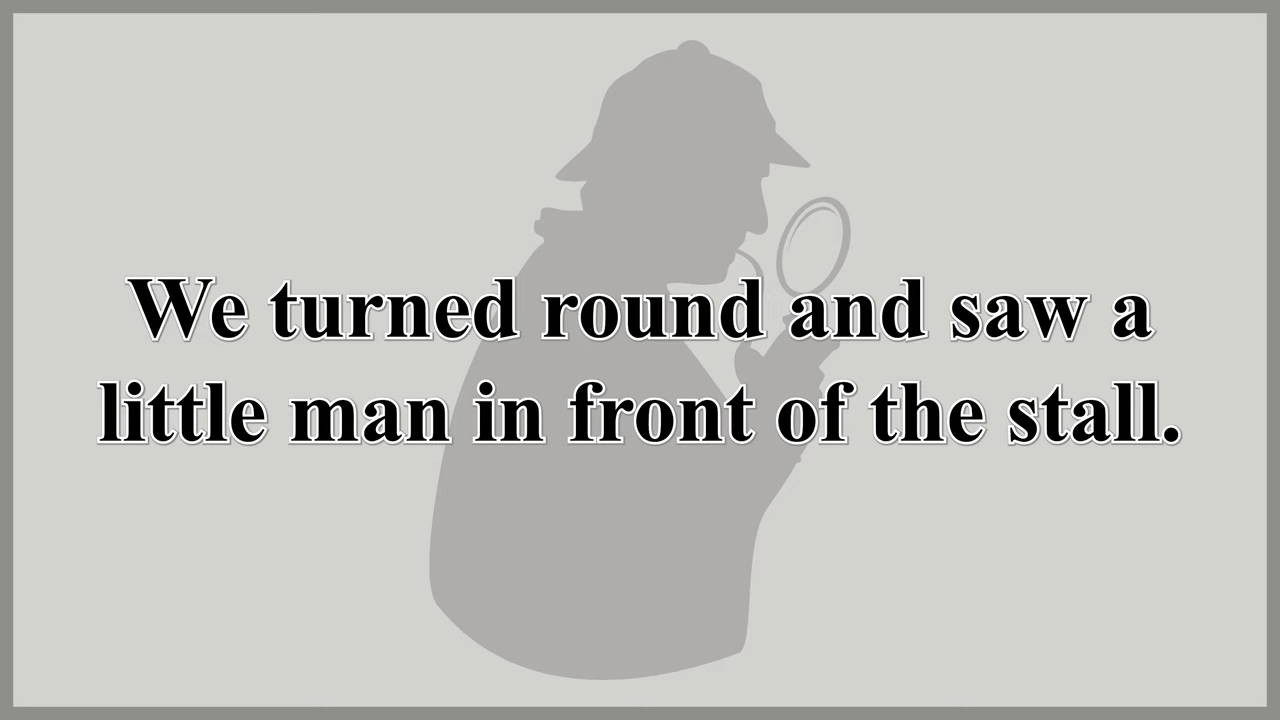 We turned round and saw a
little man in front of the stall.